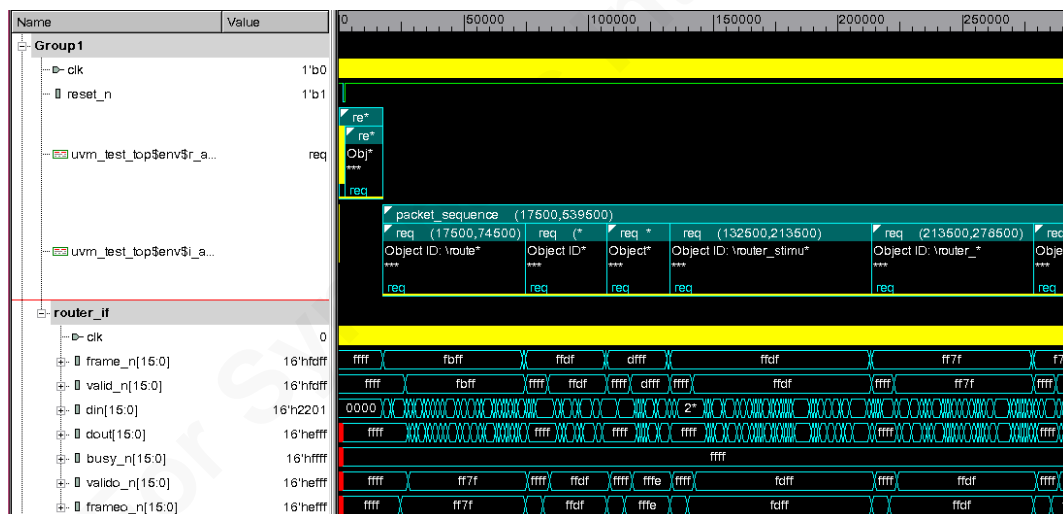 Name Value 0 50000 100000 150000 200000 250000
Group1
clk 1'b0
reset_n 1'b1
re*
re*
uvm_test_top$env$r_a... req Obj*
***
req
packet_sequence (17500,539500)
req (17500,74500) req (* req * req (132500,213500) req (213500,278500) req
uvm_test_top$env$i_a... Object ID: \route* Object ID* Object* Object ID: \router_stimu* Object ID: \router_* Obje
*** *** *** *** *** ***
req req req req req req
router_if
clk 0
frame_n[15:0] 16'hfdff ffff fbff ffdf dfff ffdf ff7f f7
valid_n[15:0] 16'hfdff ffff fbff ffff ffdf ffff dfff ffff ffdf ffff ff7f ffff
din[15:0] 16'h2201 0000 2*
dout[15:0] 16'hefff ffff ffff ffff ffff ffff ffff
busy_n[15:0] 16'hffff ffff
valido_n[15:0] 16'hefff ffff ff7f ffff ffdf ffff fffe ffff fdff ffff ffdf ffff
frameo_n[15:0] 16'hefff ffff ff7f ffdf fffe fdff ffdf